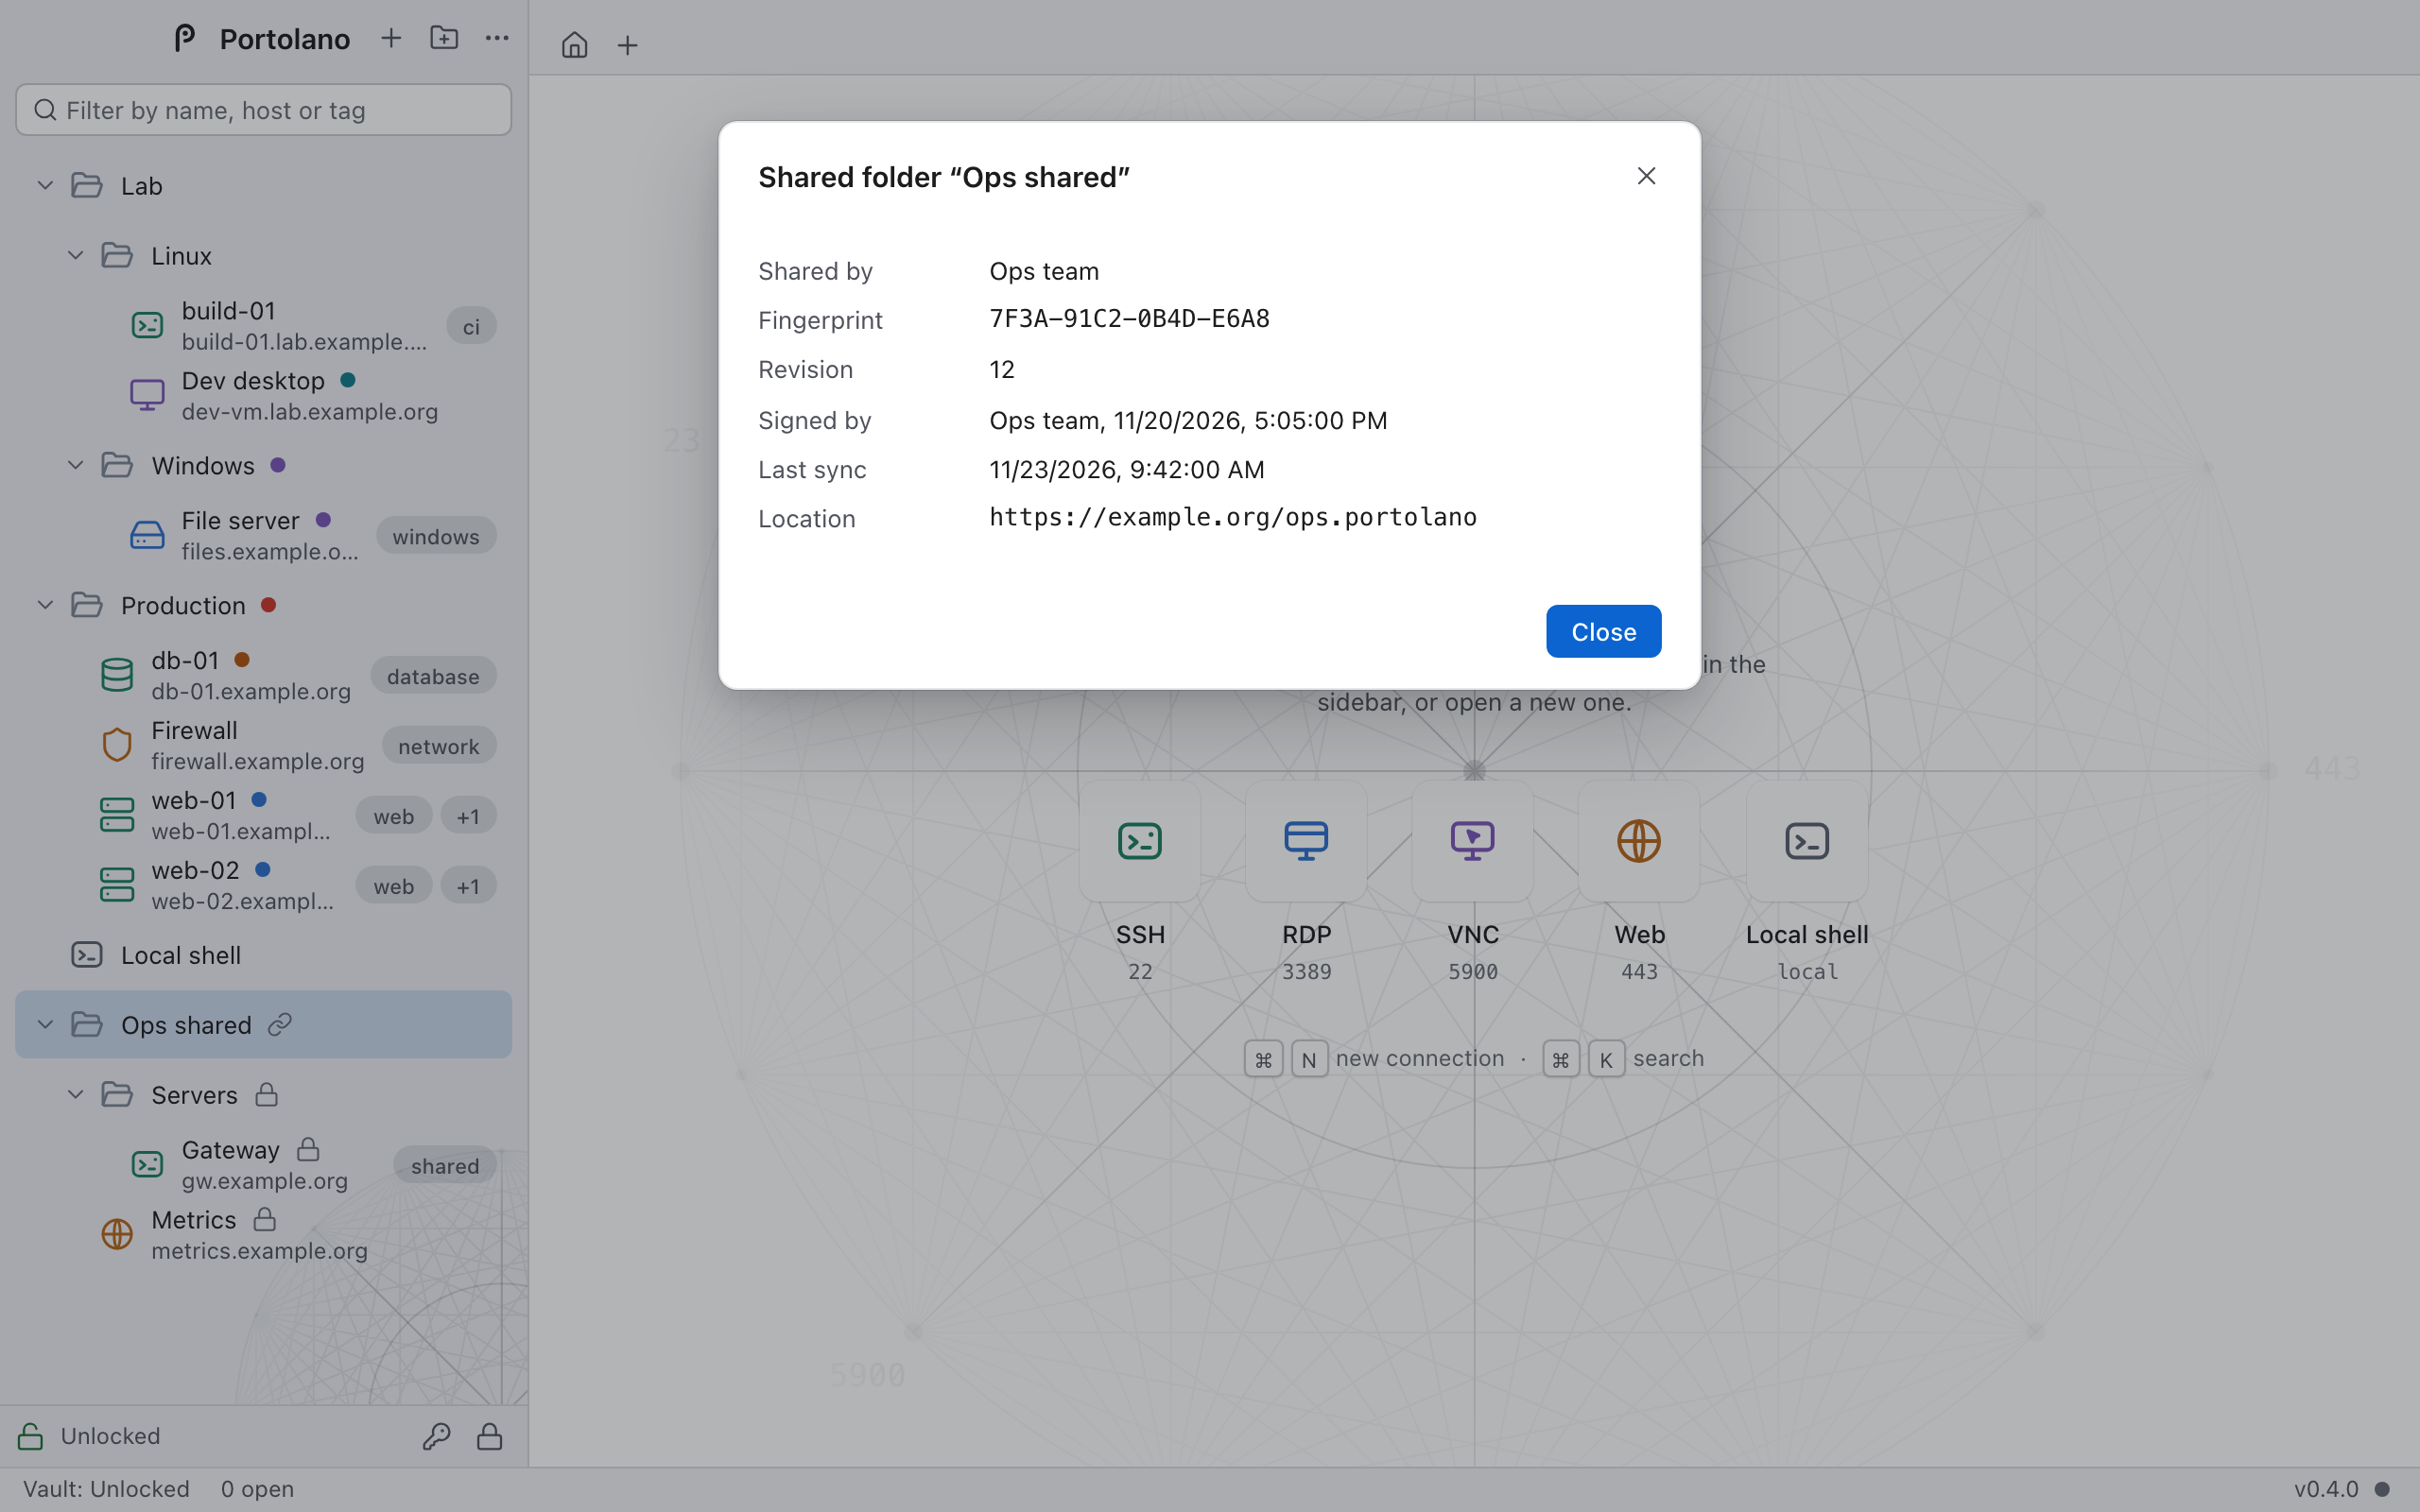 Portolano
Filter by name, host or tag
Lab
Linux
build-01
build-01.lab.example....
ci
Dev desktop
dev-vm.lab.example.org
Windows
File server
files.example.o...
windows
Production
db-01
db-01.example.org
database
Firewall
firewall.example.org
network
web-01
web-01.exampl...
web
+1
web-02
web-02.exampl...
web
+1
Local shell
Ops shared
Servers
Gateway
gw.example.org
shared
Metrics
metrics.example.org
Unlocked
Vault: Unlocked
0 open
Shared folder “Ops shared”
Shared by
Ops team
Fingerprint
7F3A-91C2-0B4D-E6A8
Revision
12
Signed by
Ops team, 11/20/2026, 5:05:00 PM
Last sync
11/23/2026, 9:42:00 AM
Location
https://example.org/ops.portolano
Close
23
in the
sidebar, or open a new one.
443
SSH
22
RDP
3389
VNC
5900
Web
443
Local shell
local
⌘ N new connection · ⌘ K search
5900
v0.4.0